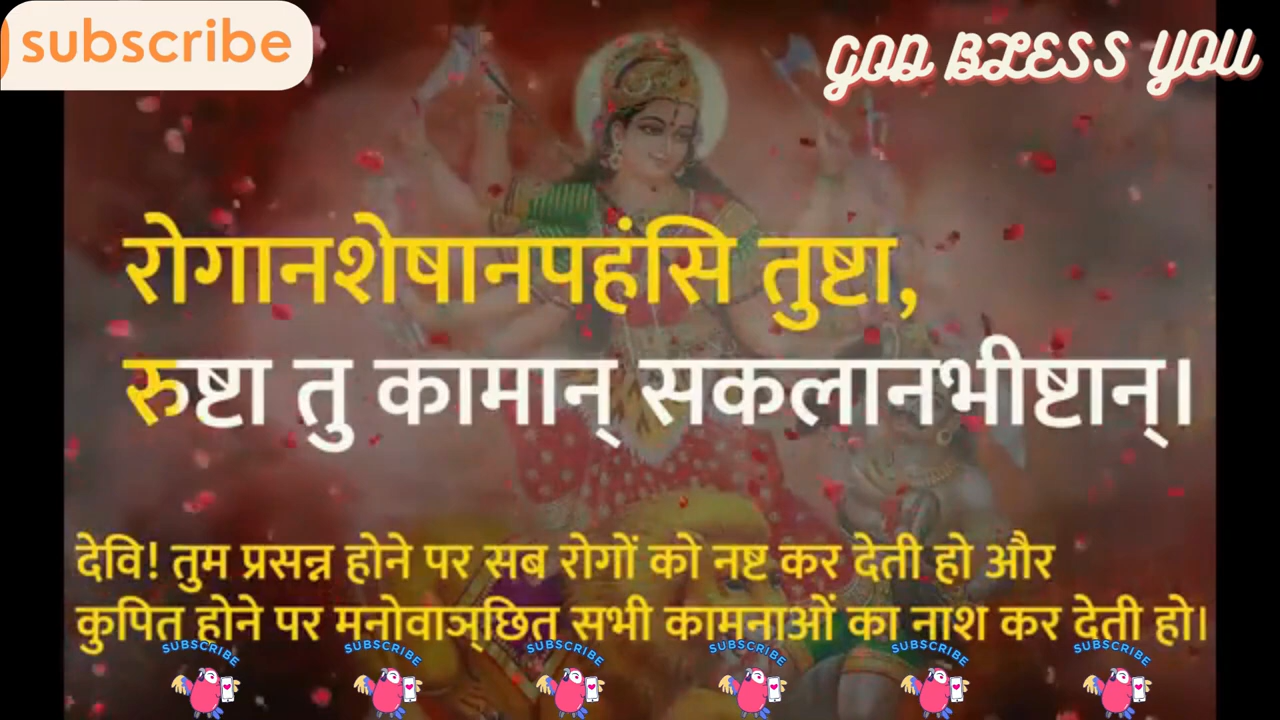 subscribe
GOD BLESS YOU
रोगानशेषानपहंसि तुष्टा,
रुष्टा तु कामान् सकलानभीष्टान्।
देवि! तुम प्रसन्न होने पर सब रोगों को नष्ट कर देती हो और
कुपित होने पर मनोवाञ्छित सभी कामनाओं का नाश कर देती हो।
SUBSCRIBE SUBSCRIBE SUBSCRIBE SUBSCRIBE SUBSCRIBE SUBSCRIBE